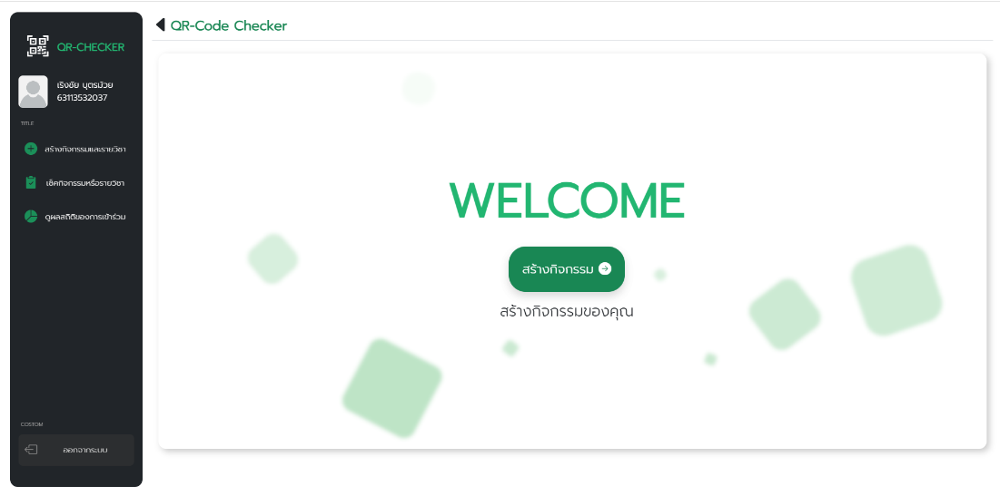 QR-CHECKER
เริงชัย บุตรม้วย
63113532037
TITLE
สร้างกิจกรรมและรายวิชา
เช็คกิจกรรมหรือรายวิชา
ดูผลสถิติของการเข้าร่วม
COSTOM
ออกจากระบบ
QR-Code Checker
WELCOME
สร้างกิจกรรม
สร้างกิจกรรมของคุณ